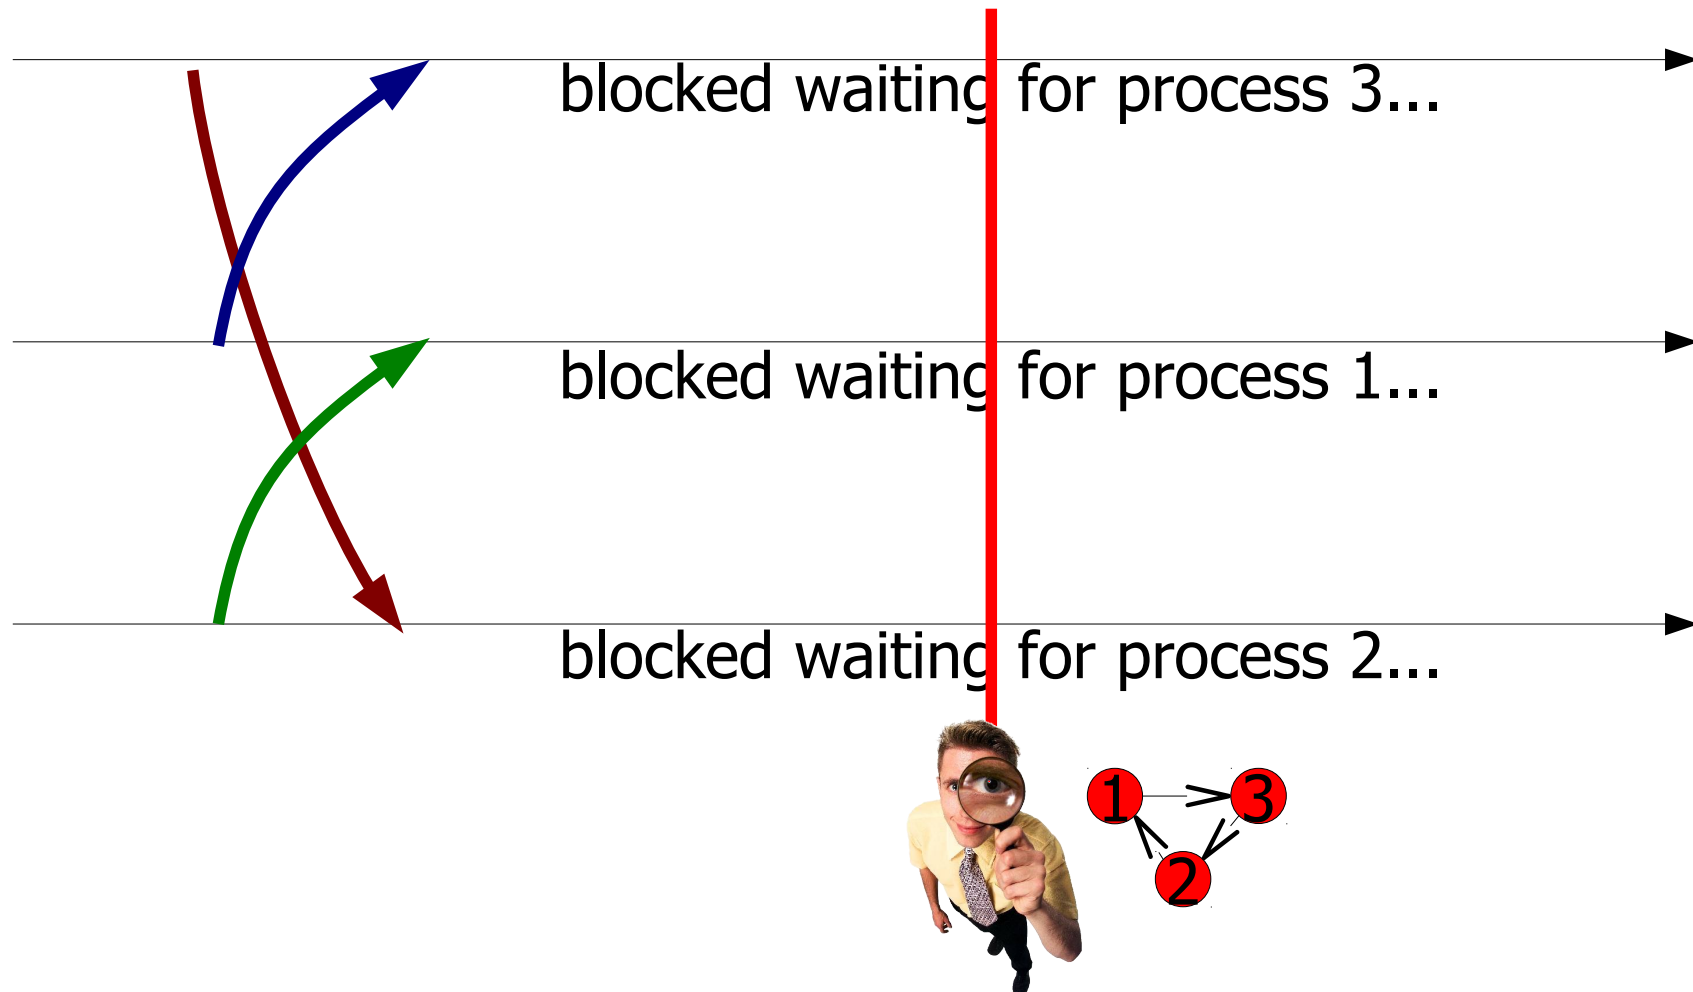 blocked waiting for process 3...
blocked waiting for process 1...
blocked waiting for process 2...
1 3
2